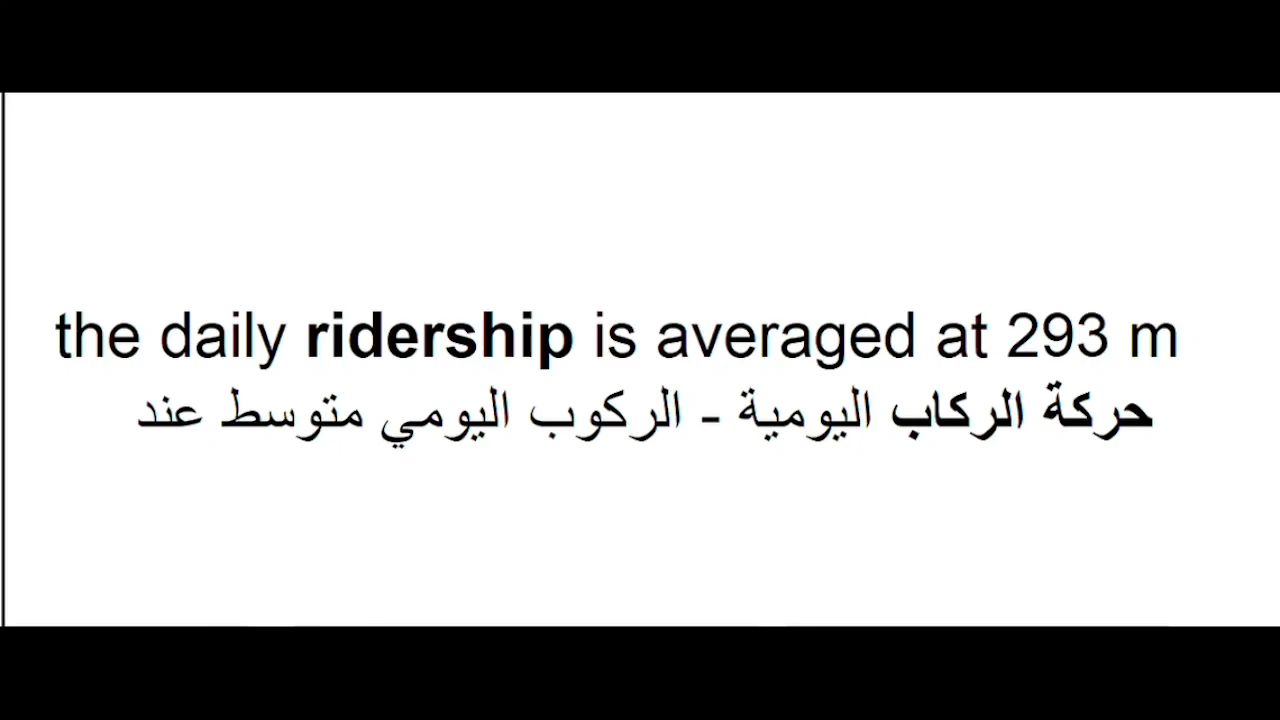 the daily ridership is averaged at 293 m
حركة الركاب اليومية - الركوب اليومي متوسط عند